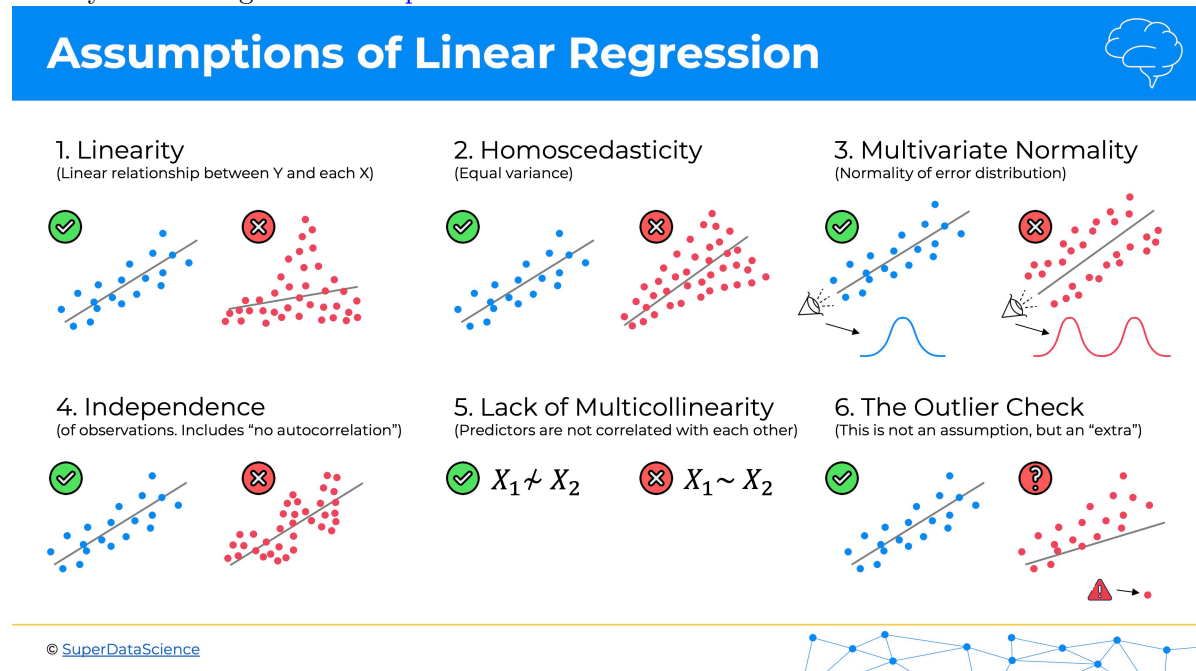 Assumptions of Linear Regression
1. Linearity
(Linear relationship between Y and each X)
2. Homoscedasticity
(Equal variance)
3. Multivariate Normality
(Normality of error distribution)
4. Independence
(of observations. Includes “no autocorrelation”)
5. Lack of Multicollinearity
(Predictors are not correlated with each other)
X₁ ≁ X₂
X₁ ~ X₂
6. The Outlier Check
(This is not an assumption, but an “extra”)
© SuperDataScience